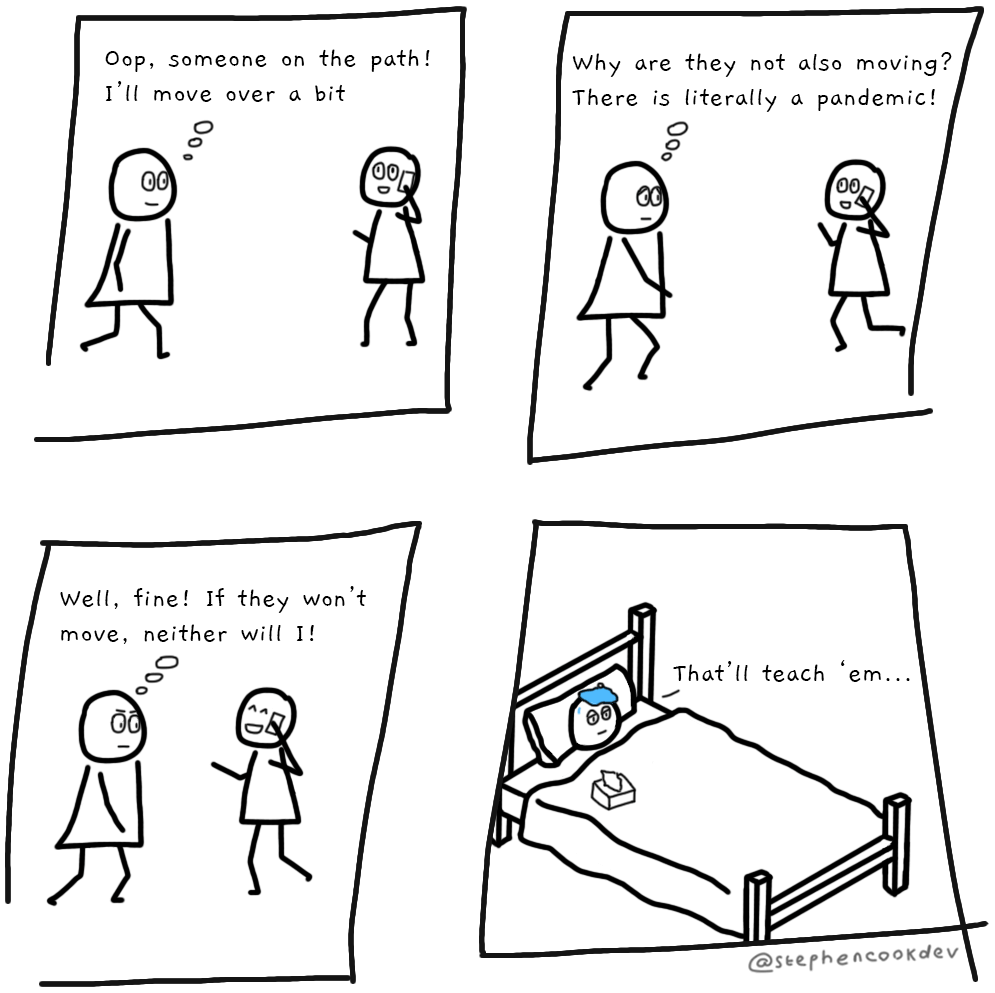 Oop, someone on the path!
I'll move over a bit
Why are they not also moving?
There is literally a pandemic!
Well, fine! If they won't
move, neither will I!
That'll teach 'em...
@stephencookdev